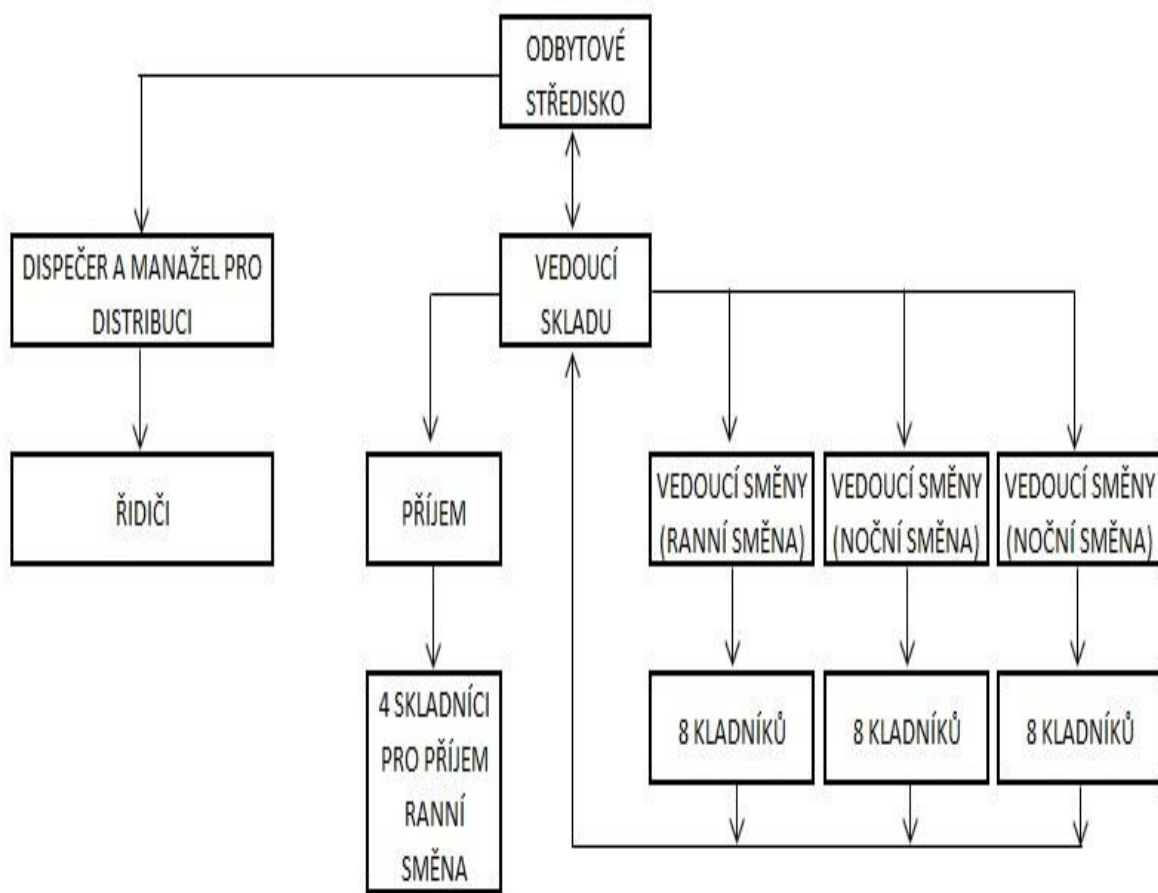 ODBYTOVÉ
STŘEDISKO
DISPEČER A MANAŽEL PRO
DISTRIBUCI
VEDOUCÍ
SKLADU
ŘIDIČI
PŘÍJEM
VEDOUCÍ SMĚNY
(RANNÍ SMĚNA)
VEDOUCÍ SMĚNY
(NOČNÍ SMĚNA)
VEDOUCÍ SMĚNY
(NOČNÍ SMĚNA)
4 SKLADNÍCI
PRO PŘÍJEM
RANNÍ
SMĚNA
8 KLADNÍKŮ
8 KLADNÍKŮ
8 KLADNÍKŮ